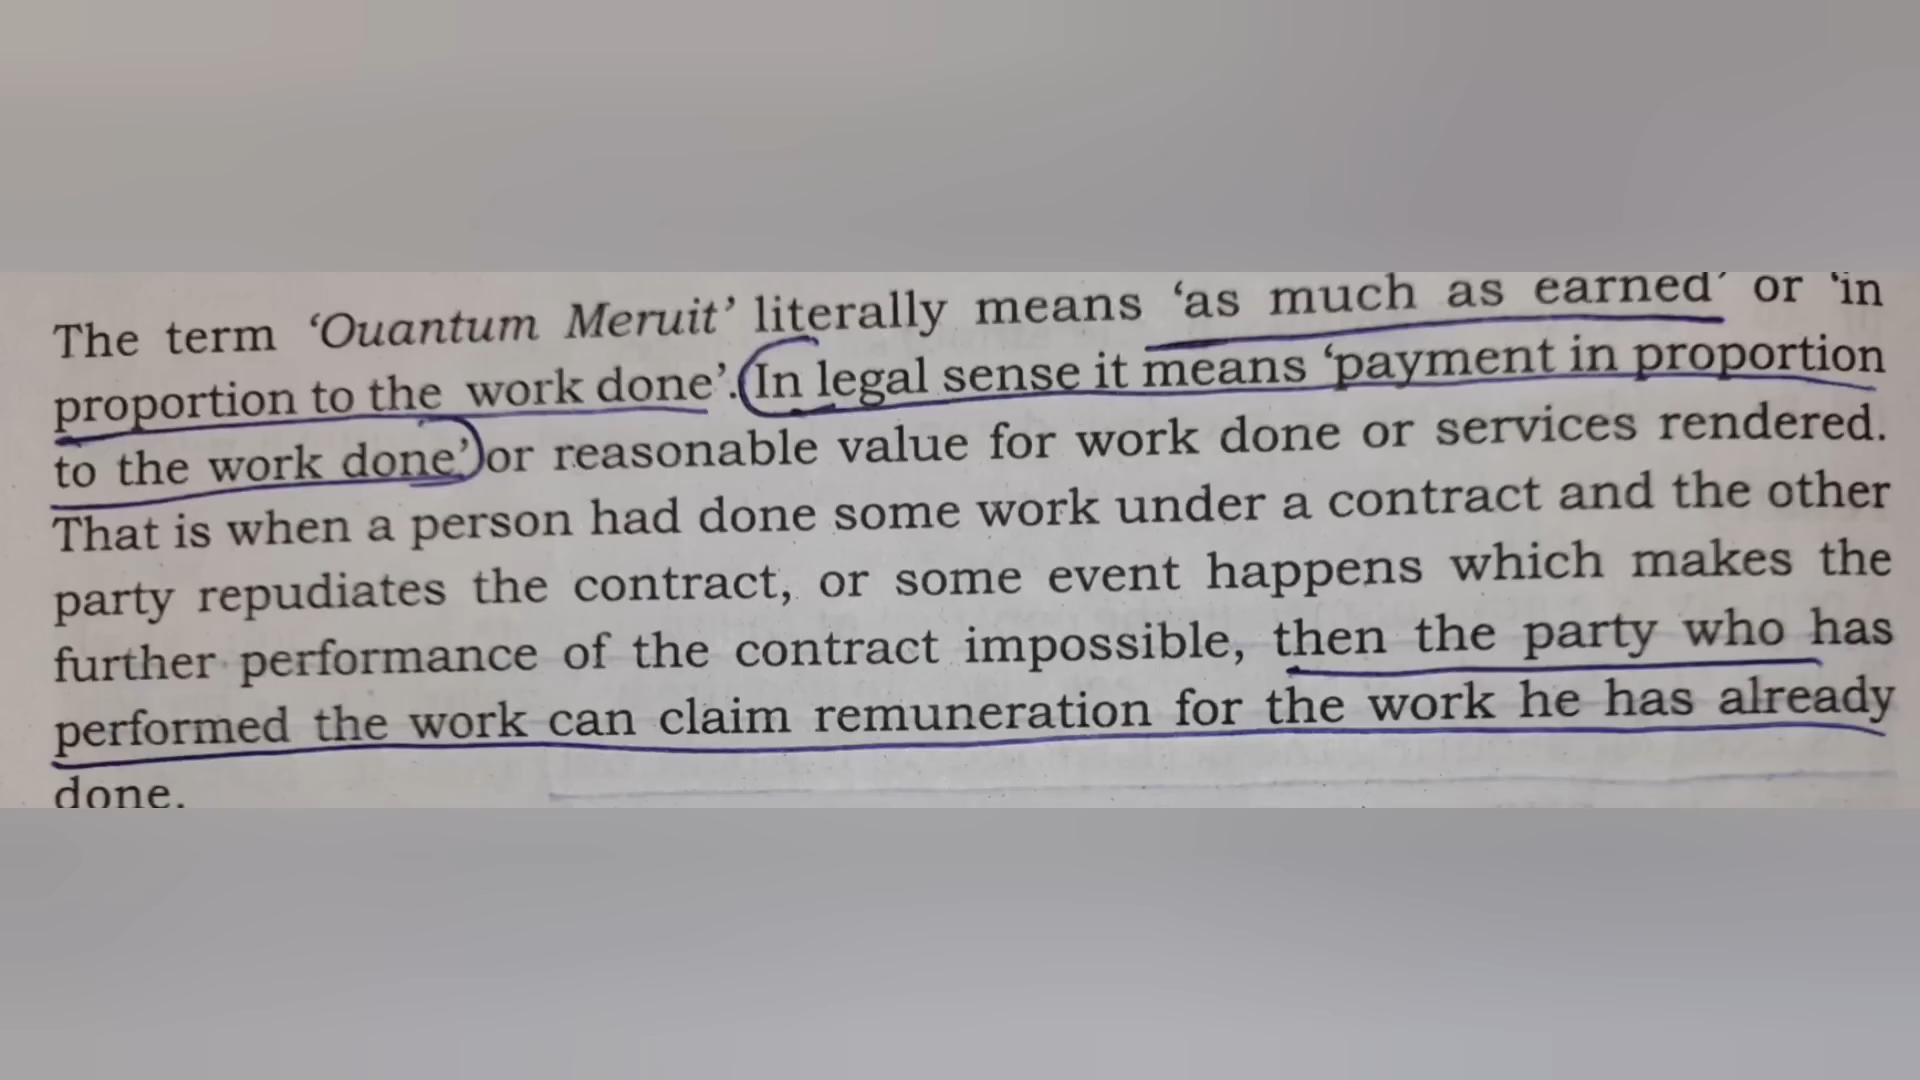 The term ‘Quantum Meruit’ literally means ‘as much as earned’ or ‘in
proportion to the work done’. In legal sense it means ‘payment in proportion
to the work done’ or reasonable value for work done or services rendered.
That is when a person had done some work under a contract and the other
party repudiates the contract, or some event happens which makes the
further performance of the contract impossible, then the party who has
performed the work can claim remuneration for the work he has already
done.